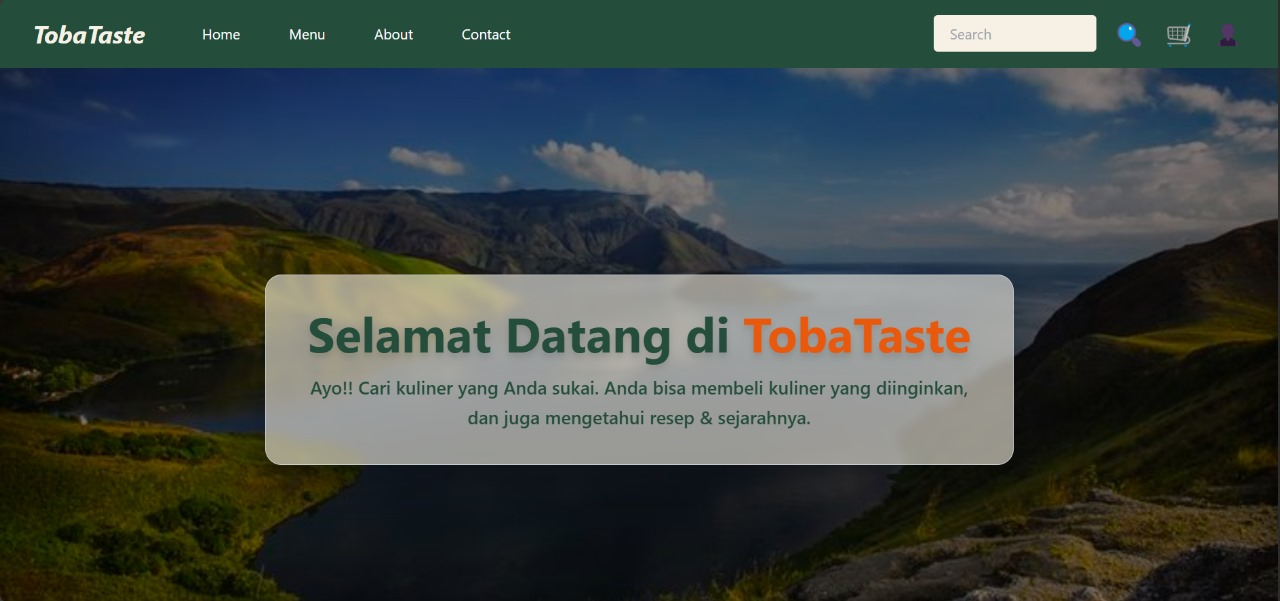 TobaTaste
Home
Menu
About
Contact
Search
Selamat Datang di TobaTaste
Ayo!! Cari kuliner yang Anda sukai. Anda bisa membeli kuliner yang diinginkan,
dan juga mengetahui resep & sejarahnya.